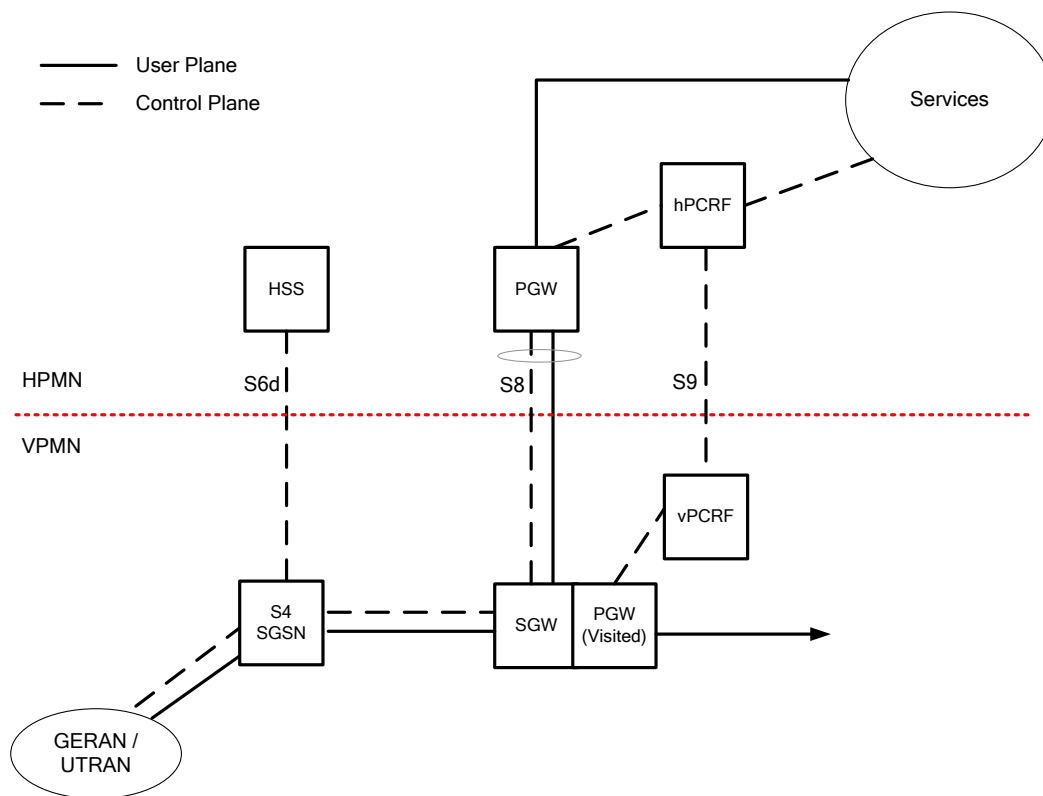 User Plane
Control Plane
Services
hPCRF
HSS
PGW
HPMN
S6d
S8
S9
VPMN
vPCRF
S4
SGSN
SGW
PGW
(Visited)
GERAN /
UTRAN